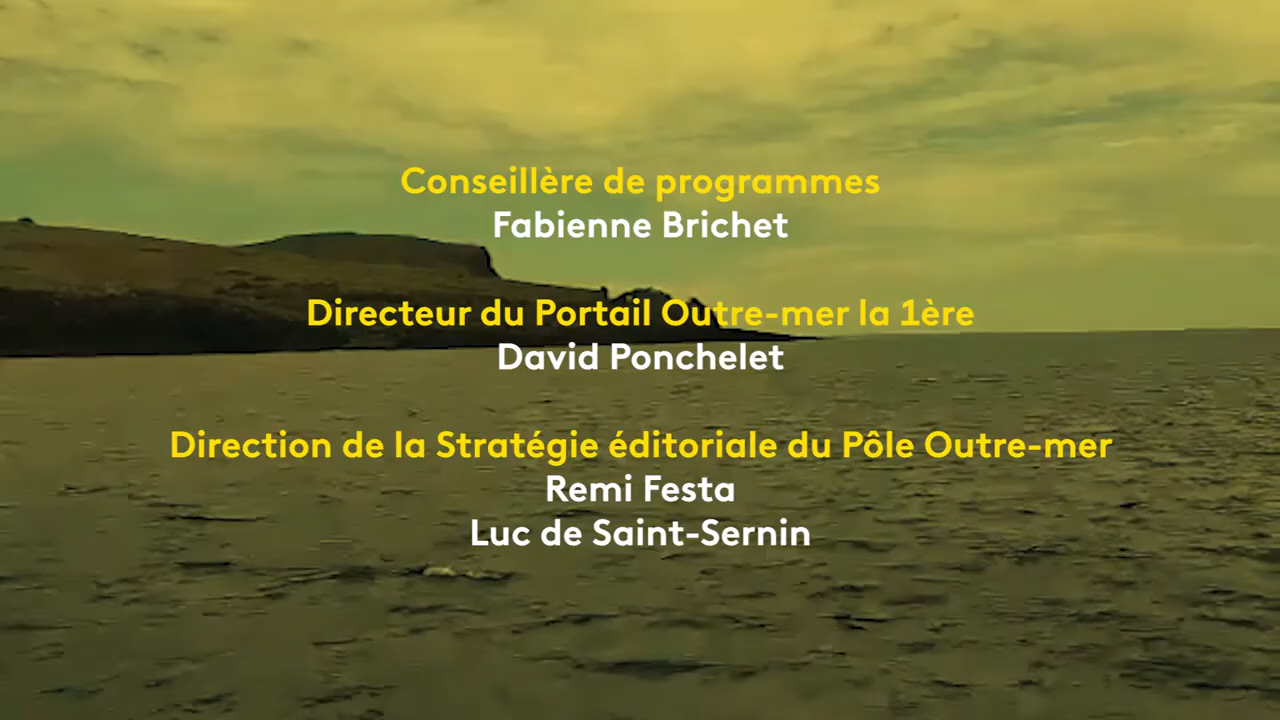 Conseillère de programmes
Fabienne Brichet
Directeur du Portail Outre-mer la 1ère
David Ponchelet
Direction de la Stratégie éditoriale du Pôle Outre-mer
Remi Festa
Luc de Saint-Sernin